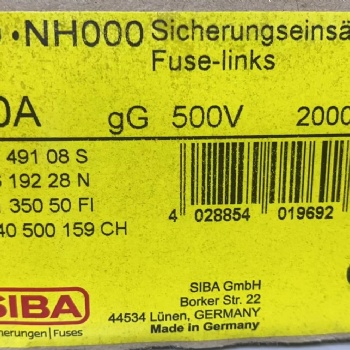 •NH000 Sicherungseinsä
Fuse-links
0A gG 500V 2000
491 08 S
192 28 N
350 50 FI
40 500 159 CH
4 028854 019692
SIBA
cherungen | Fuses
SIBA GmbH
Borker Str. 22
44534 Lünen, GERMANY
Made in Germany